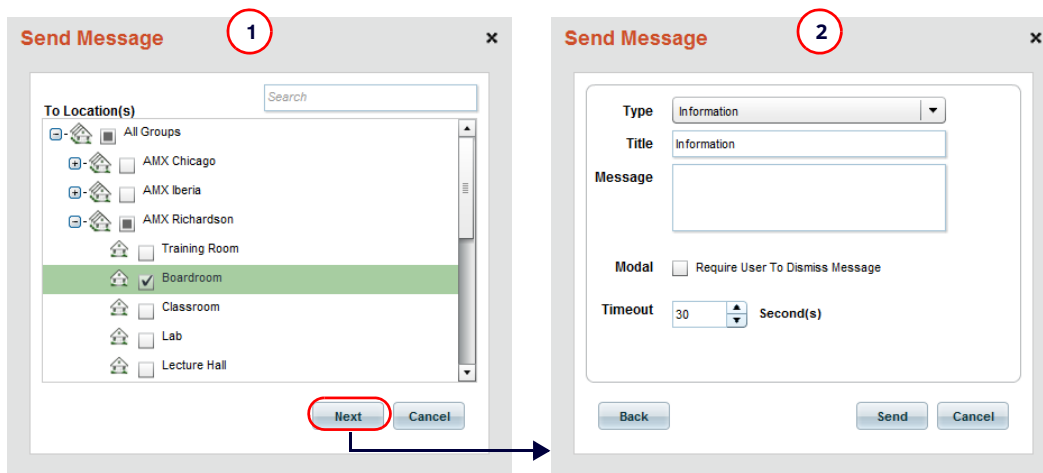 Send Message
1
x
Search
To Location(s)
All Groups
AMX Chicago
AMX Iberia
AMX Richardson
Training Room
Boardroom
Classroom
Lab
Lecture Hall
Next
Cancel
Send Message
2
x
Type
Information
Title
Information
Message
Modal
Require User To Dismiss Message
Timeout
30
Second(s)
Back
Send
Cancel